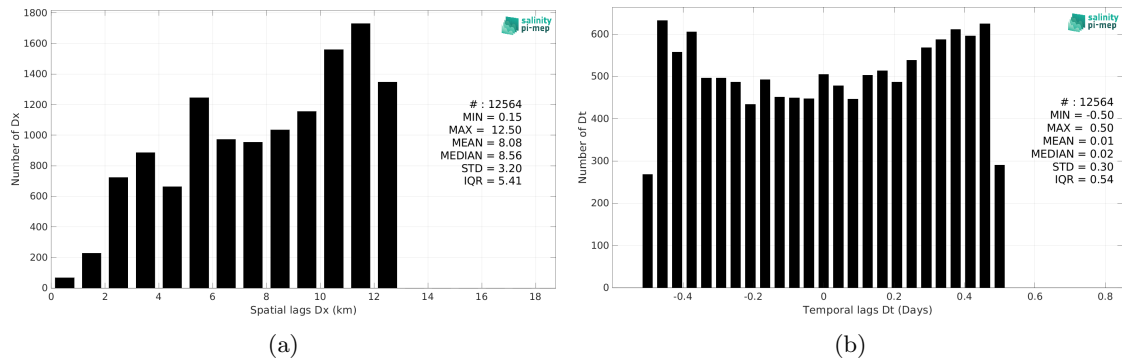 1800
1600
1400
1200
1000
800
600
400
200
0
Number of Dx
0 2 4 6 8 10 12 14 16 18
Spatial lags Dx (km)
salinity
pi-mep
# : 12564
MIN = 0.15
MAX = 12.50
MEAN = 8.08
MEDIAN = 8.56
STD = 3.20
IQR = 5.41
(a)
600
500
400
300
200
100
0
Number of Dt
-0.4 -0.2 0 0.2 0.4 0.6 0.8
Temporal lags Dt (Days)
salinity
pi-mep
# : 12564
MIN = -0.50
MAX = 0.50
MEAN = 0.01
MEDIAN = 0.02
STD = 0.30
IQR = 0.54
(b)